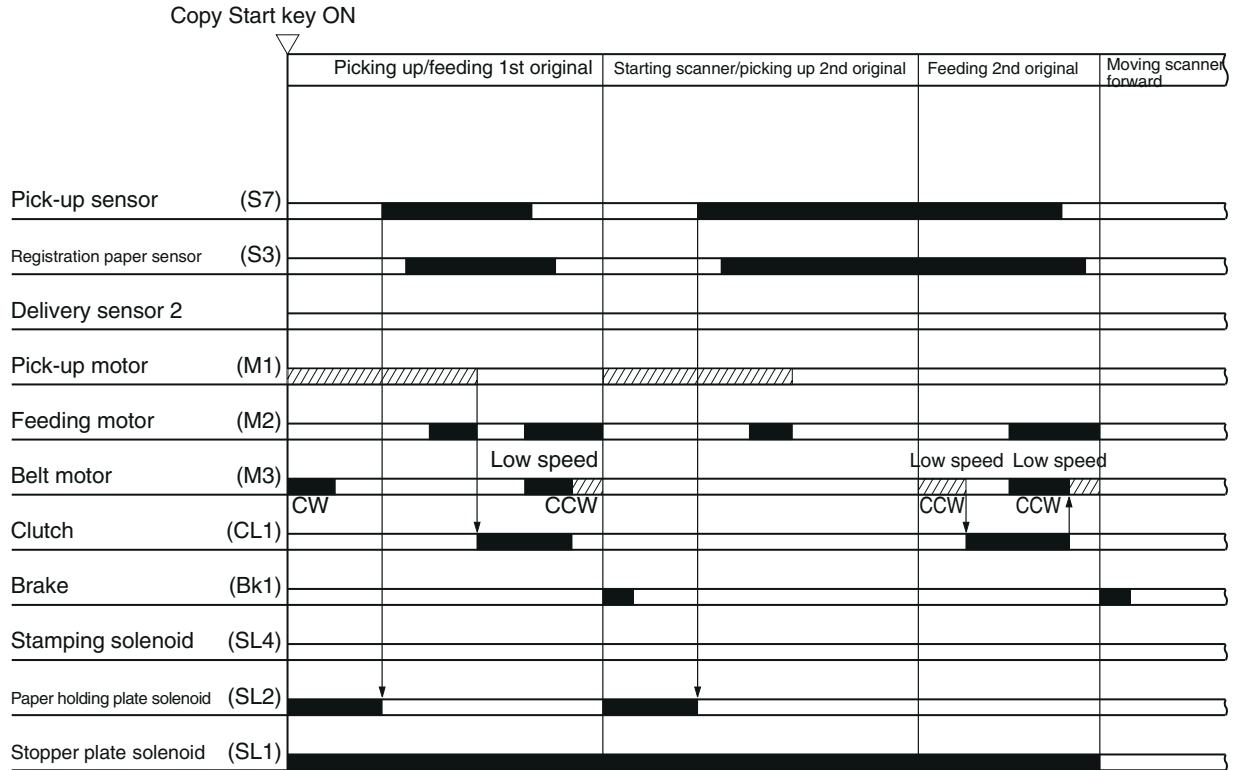 Copy Start key ON
Picking up/feeding 1st original Starting scanner/picking up 2nd original Feeding 2nd original Moving scanner
forward
Pick-up sensor (S7)
Registration paper sensor (S3)
Delivery sensor 2
Pick-up motor (M1)
Feeding motor (M2)
Low speed Low speed Low speed
Belt motor (M3)
CW CCW CCW CCW
Clutch (CL1)
Brake (Bk1)
Stamping solenoid (SL4)
Paper holding plate solenoid (SL2)
Stopper plate solenoid (SL1)